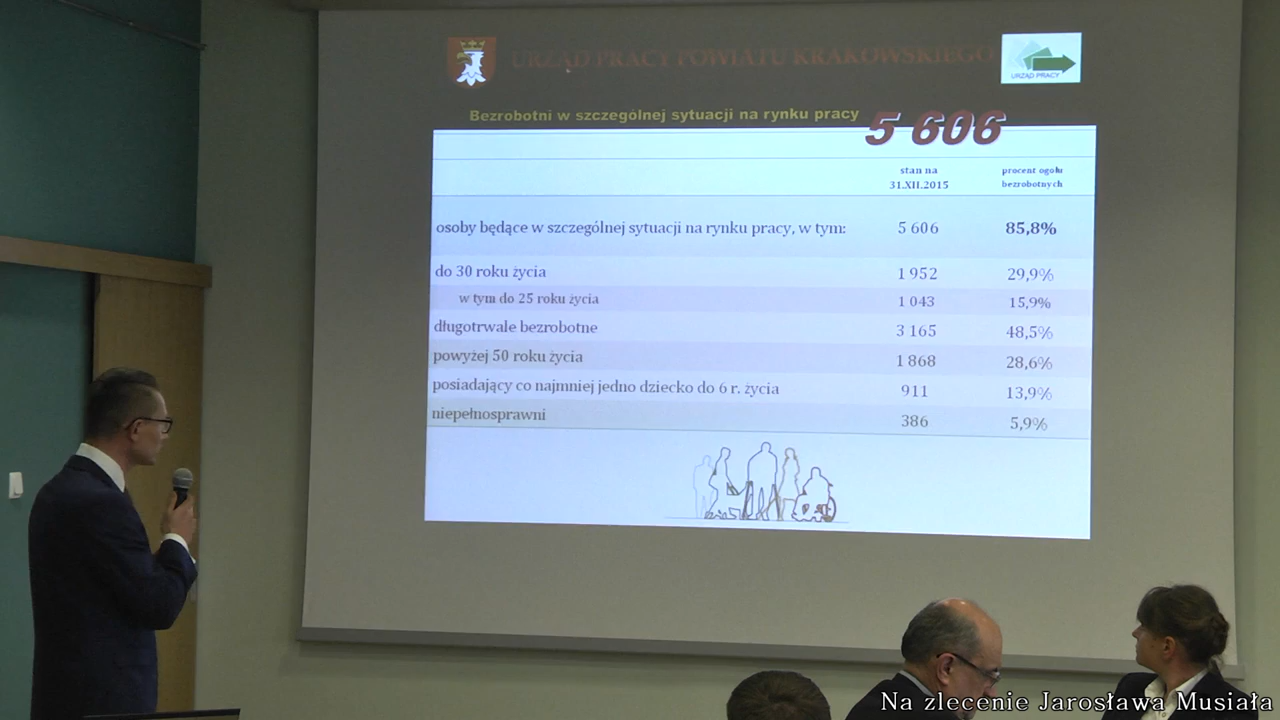 URZĄD PRACY POWIATU KRAKOWSKIEGO
URZĄD PRACY
Bezrobotni w szczególnej sytuacji na rynku pracy
5 606
stan na
31.XII.2015
procent ogołu
bezrobotnych
osoby będące w szczególnej sytuacji na rynku pracy, w tym: 5 606 85,8%
do 30 roku życia 1 952 29,9%
w tym do 25 roku życia 1 043 15,9%
długotrwale bezrobotne 3 165 48,5%
powyżej 50 roku życia 1 868 28,6%
posiadający co najmniej jedno dziecko do 6 r. życia 911 13,9%
niepełnosprawni 386 5,9%
Na zlecenie Jarosława Musiała